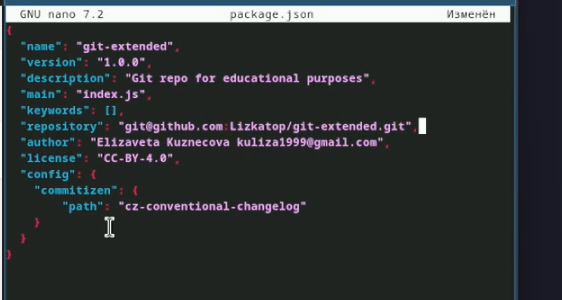 GNU nano 7.2 package.json Изменён
{
"name": "git-extended",
"version": "1.0.0",
"description": "Git repo for educational purposes",
"main": "index.js",
"keywords": [],
"repository": "git@github.com:Lizkatop/git-extended.git",
"author": "Elizaveta Kuznecova kuliza1999@gmail.com",
"license": "CC-BY-4.0",
"config": {
"commitizen": {
"path": "cz-conventional-changelog"
}
}
}